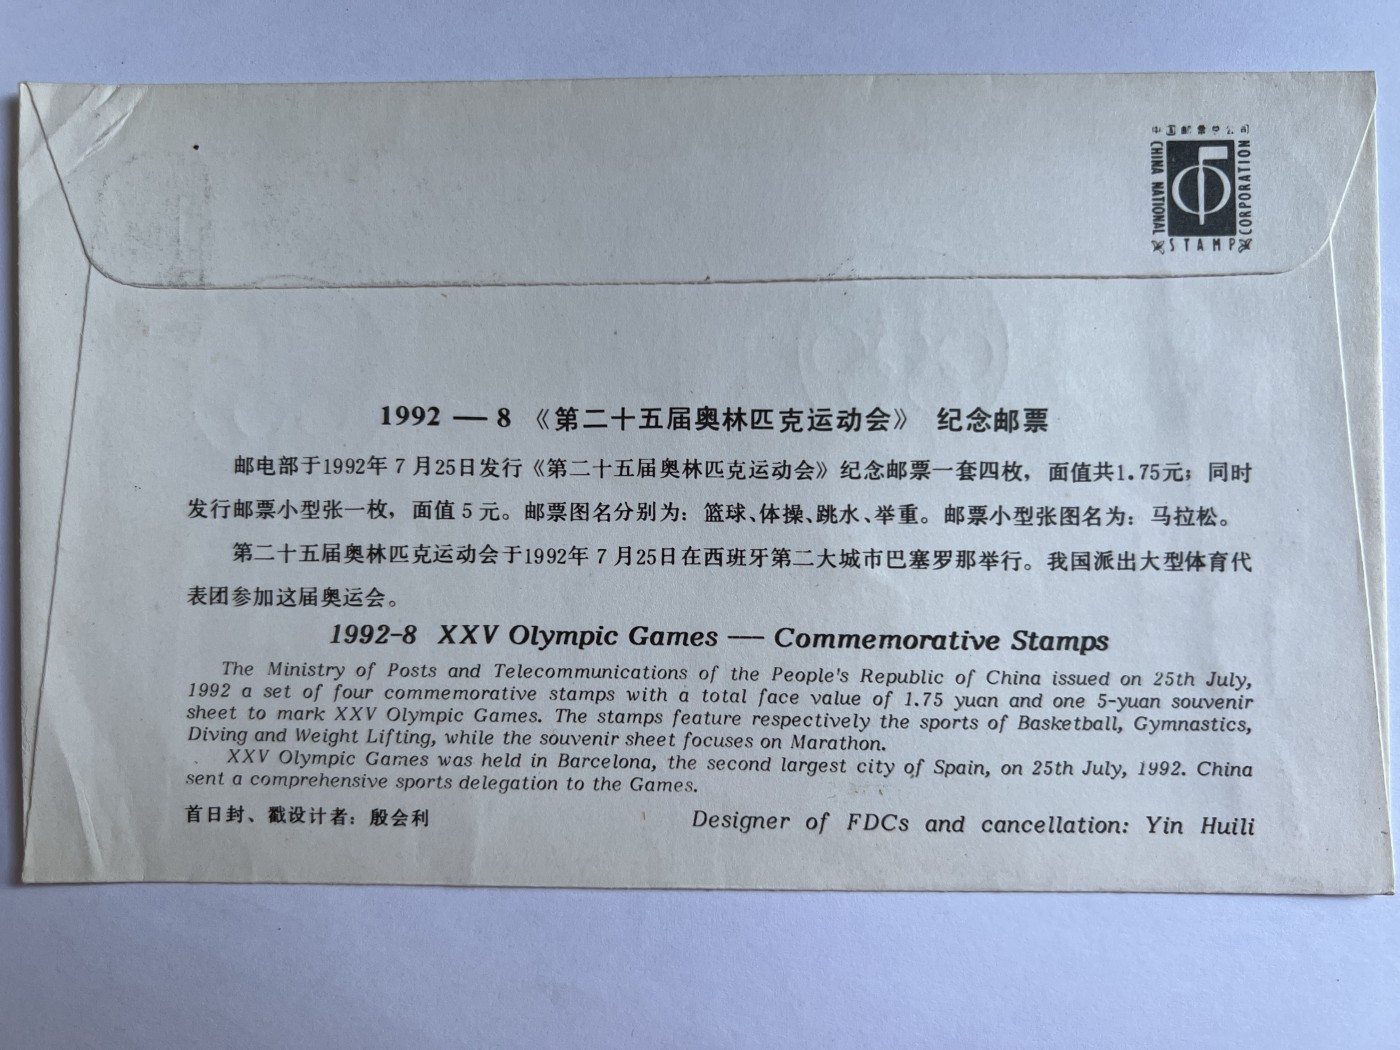 中国邮票总公司
CHINA NATIONAL
STAMP
CORPORATION
1992 — 8 《第二十五届奥林匹克运动会》 纪念邮票
邮电部于1992年 7 月25日发行《第二十五届奥林匹克运动会》纪念邮票一套四枚，面值共1.75元；同时
发行邮票小型张一枚，面值 5 元。邮票图名分别为：篮球、体操、跳水、举重。邮票小型张图名为：马拉松。
第二十五届奥林匹克运动会于1992年 7 月25日在西班牙第二大城市巴塞罗那举行。我国派出大型体育代
表团参加这届奥运会。
1992-8 XXV Olympic Games — Commemorative Stamps
The Ministry of Posts and Telecommunications of the People's Republic of China issued on 25th July,
1992 a set of four commemorative stamps with a total face value of 1.75 yuan and one 5-yuan souvenir
sheet to mark XXV Olympic Games. The stamps feature respectively the sports of Basketball, Gymnastics,
Diving and Weight Lifting, while the souvenir sheet focuses on Marathon.
XXV Olympic Games was held in Barcelona, the second largest city of Spain, on 25th July, 1992. China
sent a comprehensive sports delegation to the Games.
首日封、戳设计者：殷会利
Designer of FDCs and cancellation: Yin Huili